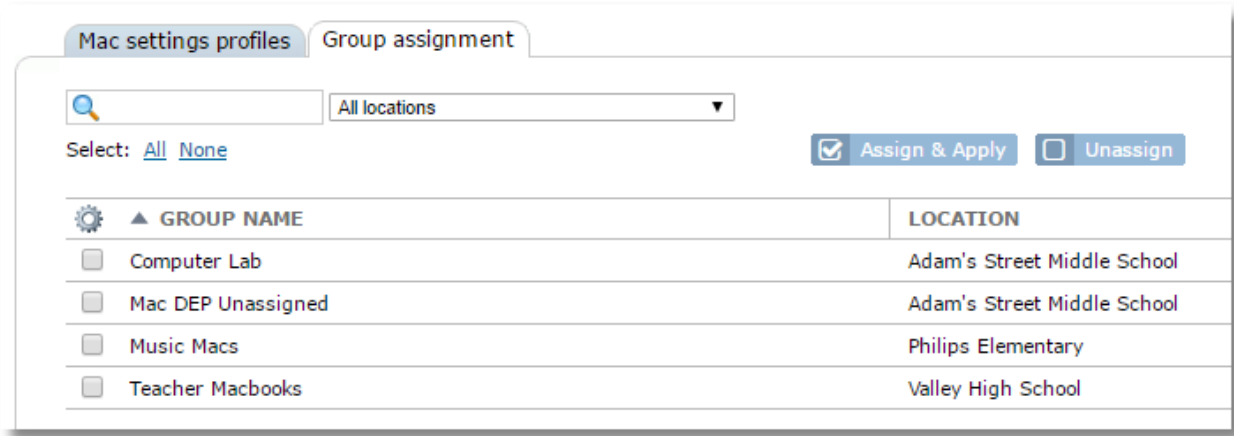 Mac settings profiles Group assignment
All locations
Select: All None Assign & Apply Unassign
GROUP NAME LOCATION
Computer Lab Adam's Street Middle School
Mac DEP Unassigned Adam's Street Middle School
Music Macs Philips Elementary
Teacher Macbooks Valley High School